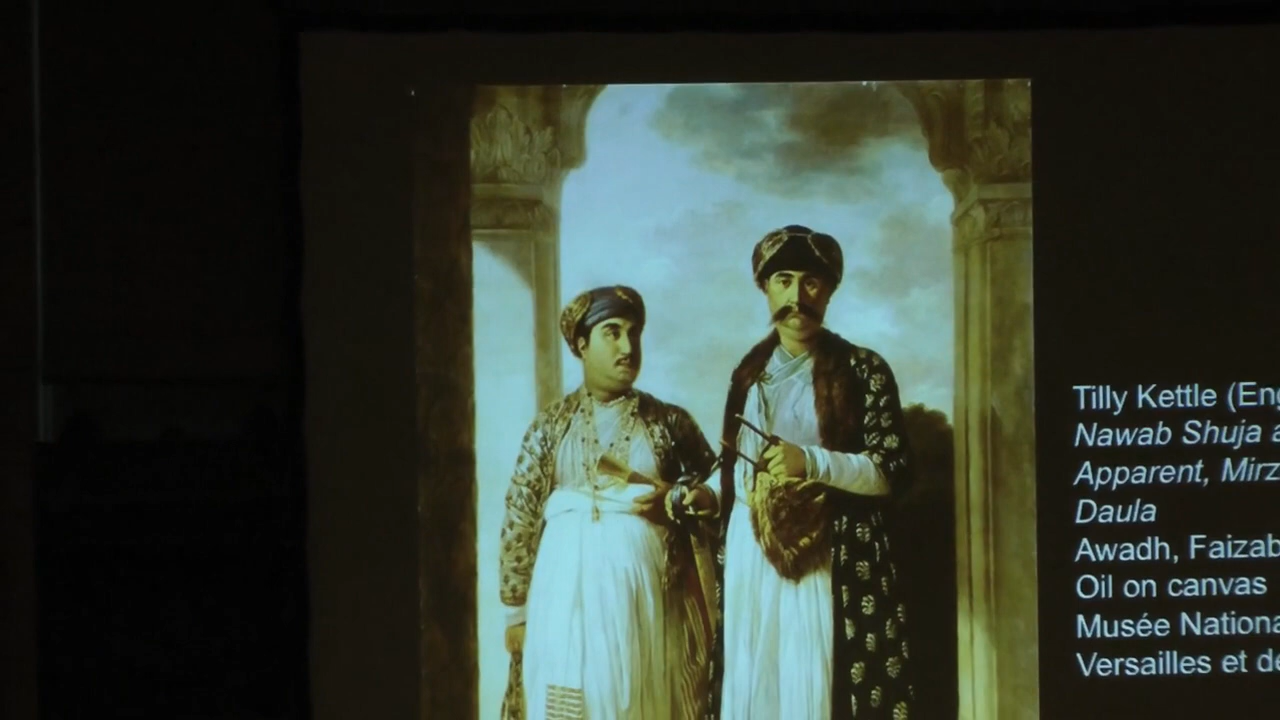 Tilly Kettle (Eng
Nawab Shuja a
Apparent, Mirz
Daula
Awadh, Faizab
Oil on canvas
Musée Nationa
Versailles et de